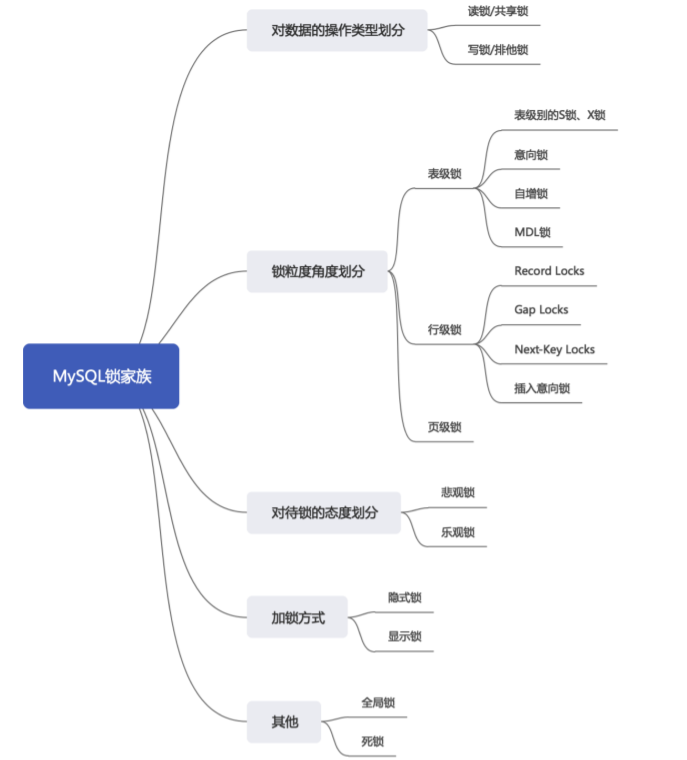 MySQL锁家族
对数据的操作类型划分
读锁/共享锁
写锁/排他锁
锁粒度角度划分
表级锁
表级别的S锁、X锁
意向锁
自增锁
MDL锁
行级锁
Record Locks
Gap Locks
Next-Key Locks
插入意向锁
页级锁
对待锁的态度划分
悲观锁
乐观锁
加锁方式
隐式锁
显示锁
其他
全局锁
死锁